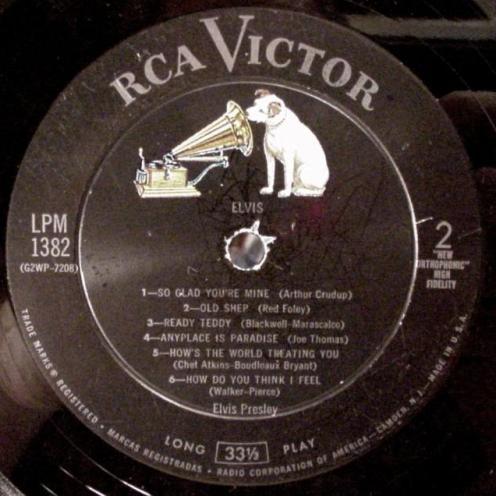 RCA VICTOR
ELVIS
LPM
1382
(G2WP-7208)
2
"NEW
ORTHOPHONIC"
HIGH
FIDELITY
1—SO GLAD YOU'RE MINE (Arthur Crudup)
2—OLD SHEP (Red Foley)
3—READY TEDDY (Blackwell-Marascalco)
4—ANYPLACE IS PARADISE (Joe Thomas)
5—HOW'S THE WORLD TREATING YOU
(Chet Atkins-Boudleaux Bryant)
6—HOW DO YOU THINK I FEEL
(Walker-Pierce)
Elvis Presley
LONG 33⅓ PLAY
TRADE MARKS ® REGISTERED • MARCAS REGISTRADAS • RADIO CORPORATION OF AMERICA—CAMDEN, N.J.—MADE IN U.S.A.